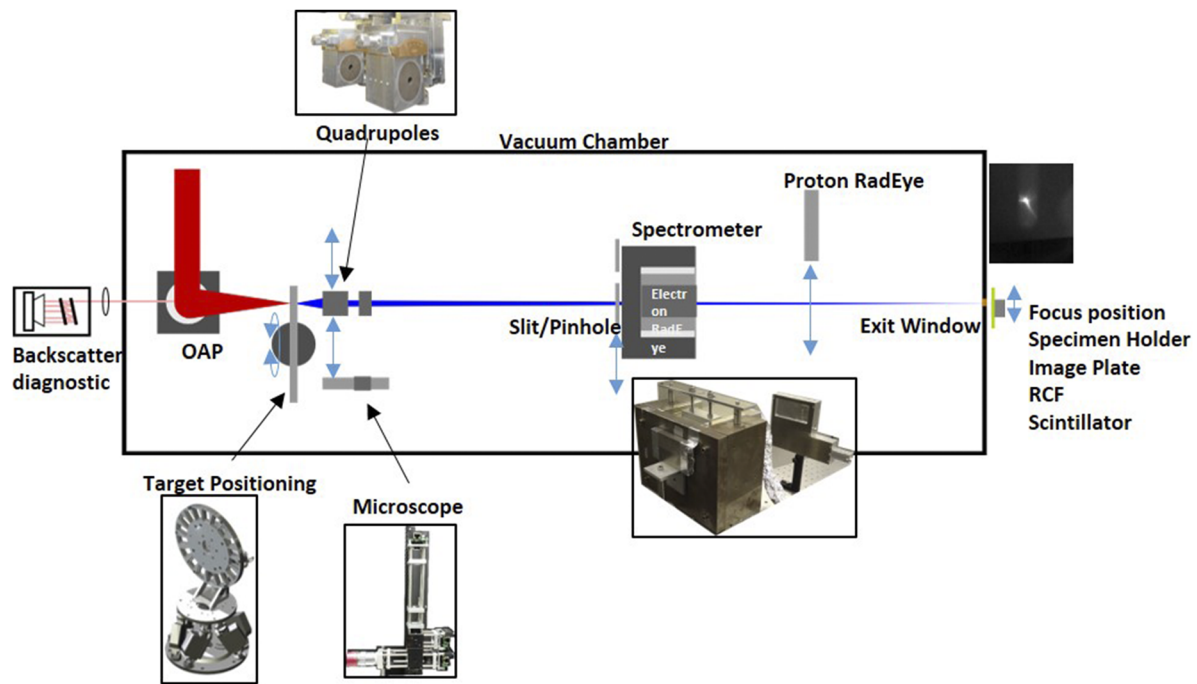 Quadrupoles
Vacuum Chamber
Proton RadEye
Spectrometer
Electr
on
RadE
ye
Slit/Pinhole
Exit Window
Backscatter
diagnostic
OAP
Focus position
Specimen Holder
Image Plate
RCF
Scintillator
Target Positioning
Microscope